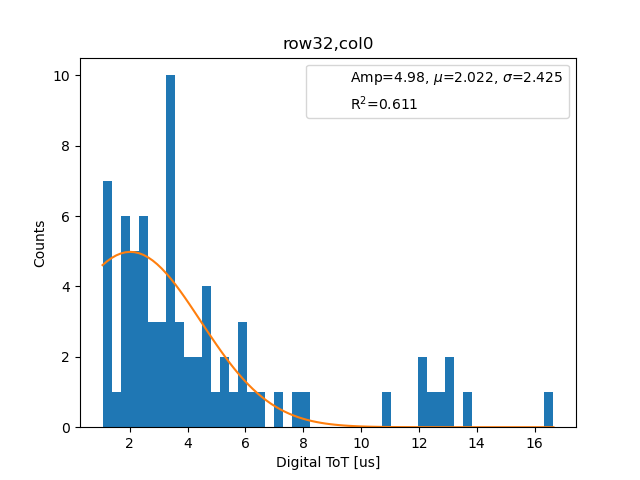 row32,col0
Amp=4.98, μ=2.022, σ=2.425
R²=0.611
Counts
10
8
6
4
2
0
2 4 6 8 10 12 14 16
Digital ToT [us]